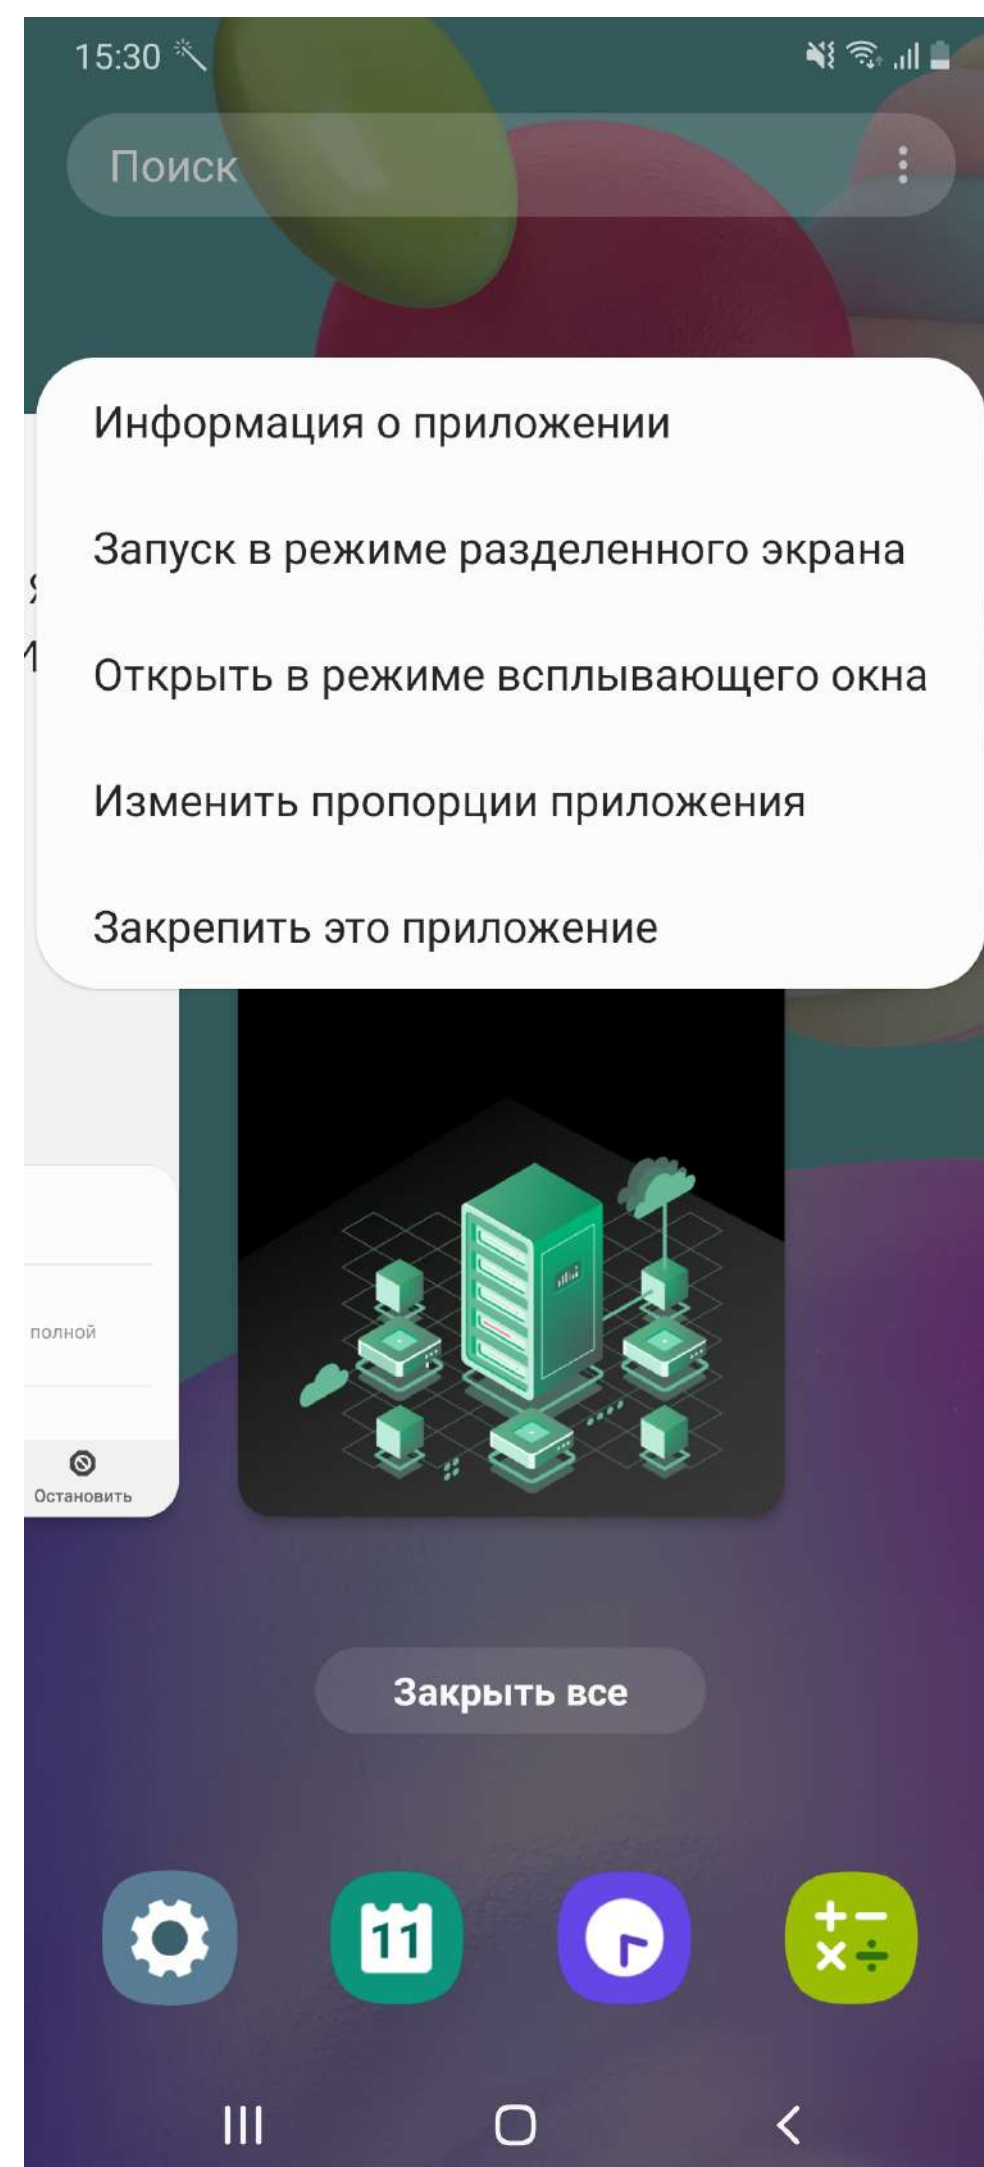 15:30
Поиск
Информация о приложении
Запуск в режиме разделенного экрана
Открыть в режиме всплывающего окна
Изменить пропорции приложения
Закрепить это приложение
полной
Остановить
Закрыть все
11